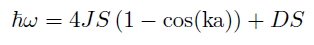 ℏω = 4JS (1 − cos(ka)) + DS